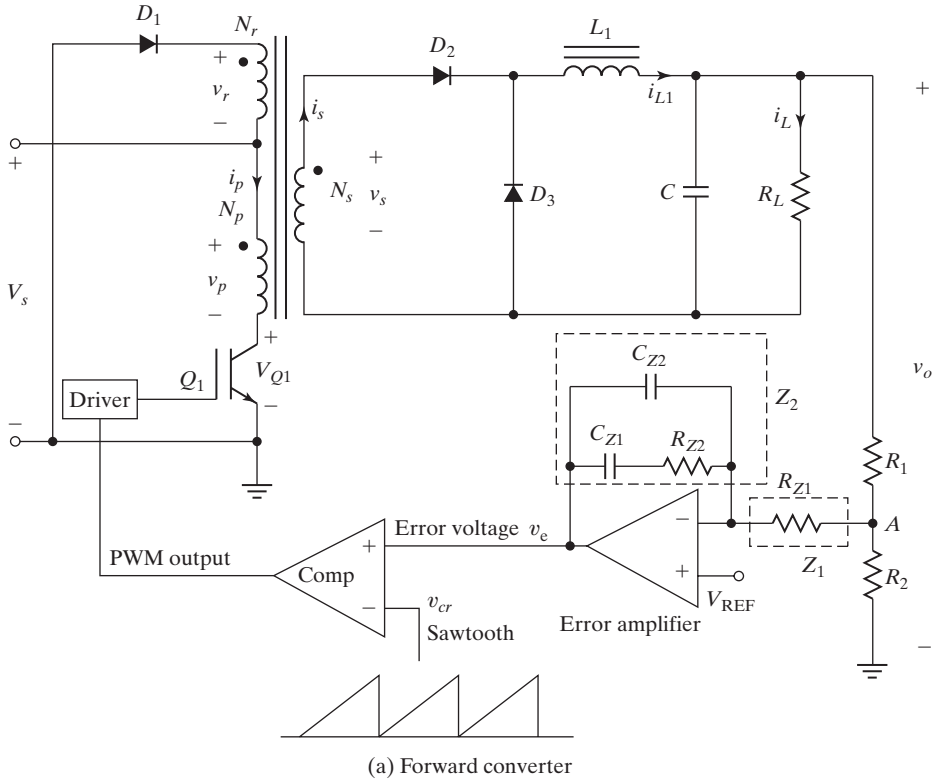 D1
Nr
+
vr
−
+
ip
Np
+
vp
−
Vs
+
Q1
VQ1
−
Driver
−
is
Ns
+
vs
−
D2
D3
L1
iL1
C
iL
RL
+
vo
−
CZ2
Z2
CZ1
RZ2
RZ1
Z1
R1
A
R2
−
+
VREF
Error amplifier
Error voltage ve
+
Comp
−
PWM output
vcr
Sawtooth
(a) Forward converter